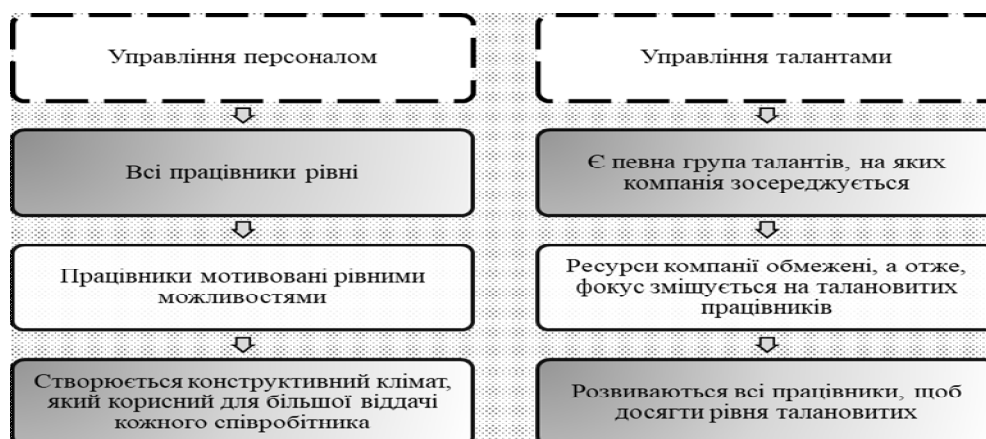 Управління персоналом
Всі працівники рівні
Працівники мотивовані рівними
можливостями
Створюється конструктивний клімат,
який корисний для більшої віддачі
кожного співробітника
Управління талантами
Є певна група талантів, на яких
компанія зосереджується
Ресурси компанії обмежені, а отже,
фокус зміщується на талановитих
працівників
Розвиваються всі працівники, щоб
досягти рівня талановитих